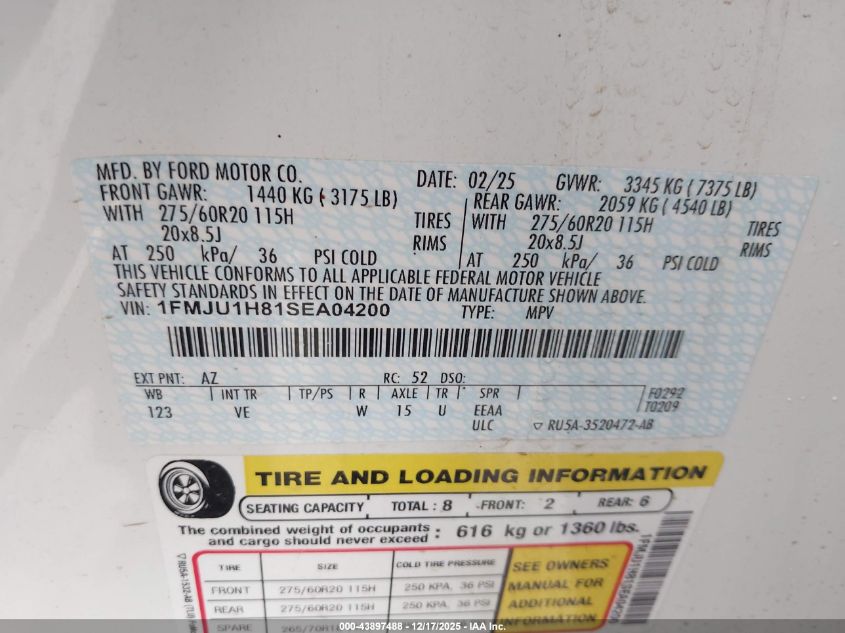 MFD. BY FORD MOTOR CO. DATE: 02/25 GVWR: 3345 KG ( 7375 LB)
FRONT GAWR: 1440 KG ( 3175 LB) REAR GAWR: 2059 KG ( 4540 LB)
WITH 275/60R20 115H TIRES WITH 275/60R20 115H TIRES
20x8.5J RIMS 20x8.5J RIMS
AT 250 kPa/ 36 PSI COLD AT 250 kPa/ 36 PSI COLD
THIS VEHICLE CONFORMS TO ALL APPLICABLE FEDERAL MOTOR VEHICLE
SAFETY STANDARDS IN EFFECT ON THE DATE OF MANUFACTURE SHOWN ABOVE.
VIN: 1FMJU1H81SEA04200 TYPE: MPV
EXT PNT: AZ RC: 52 DSO:
WB INT TR TP/PS R AXLE TR SPR F0292
123 VE W 15 U EEAA T0209
ULC ▽ RU5A-3520472-AB
TIRE AND LOADING INFORMATION
SEATING CAPACITY TOTAL: 8 FRONT: 2 REAR: 6
The combined weight of occupants and cargo should never exceed : 616 kg or 1360 lbs.
TIRE SIZE COLD TIRE PRESSURE
FRONT 275/60R20 115H 250 KPA, 36 PSI
REAR 275/60R20 115H 250 KPA, 36 PSI
SPARE
SEE OWNERS
MANUAL FOR
ADDITIONAL
INFORMATION
000-43897488 - 12/17/2025 - IAAI.COM